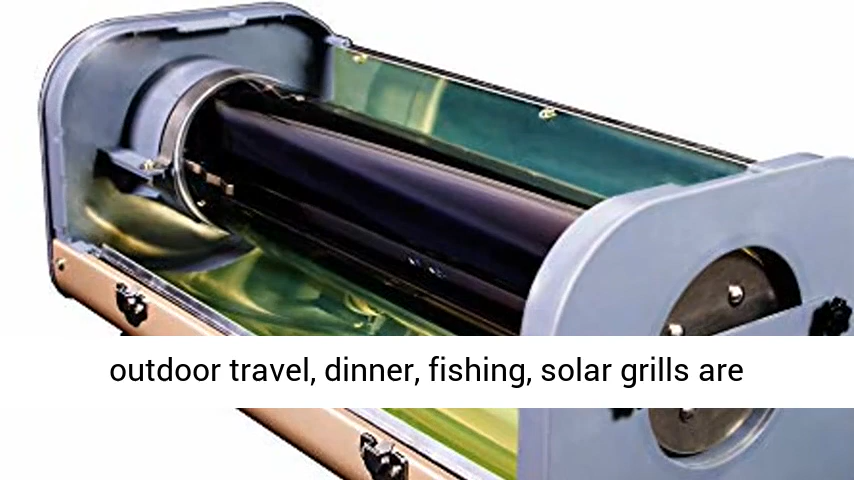 outdoor travel, dinner, fishing, solar grills are